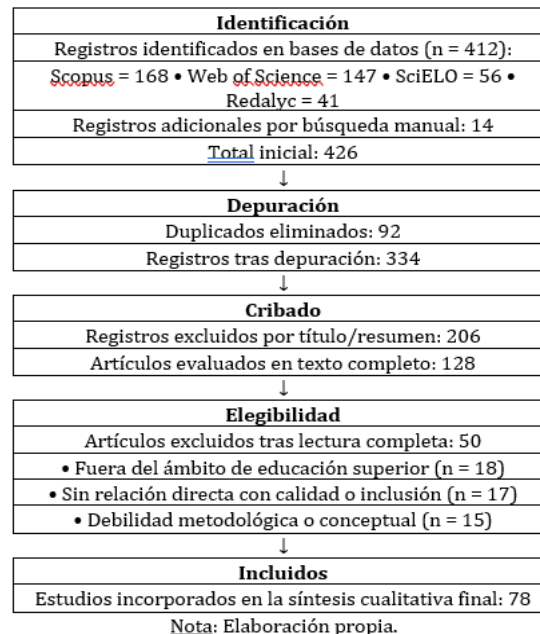 Identificación
Registros identificados en bases de datos (n = 412):
Scopus = 168 • Web of Science = 147 • SciELO = 56 •
Redalyc = 41
Registros adicionales por búsqueda manual: 14
Total inicial: 426
↓
Depuración
Duplicados eliminados: 92
Registros tras depuración: 334
↓
Cribado
Registros excluidos por título/resumen: 206
Artículos evaluados en texto completo: 128
↓
Elegibilidad
Artículos excluidos tras lectura completa: 50
• Fuera del ámbito de educación superior (n = 18)
• Sin relación directa con calidad o inclusión (n = 17)
• Debilidad metodológica o conceptual (n = 15)
↓
Incluidos
Estudios incorporados en la síntesis cualitativa final: 78
Nota: Elaboración propia.